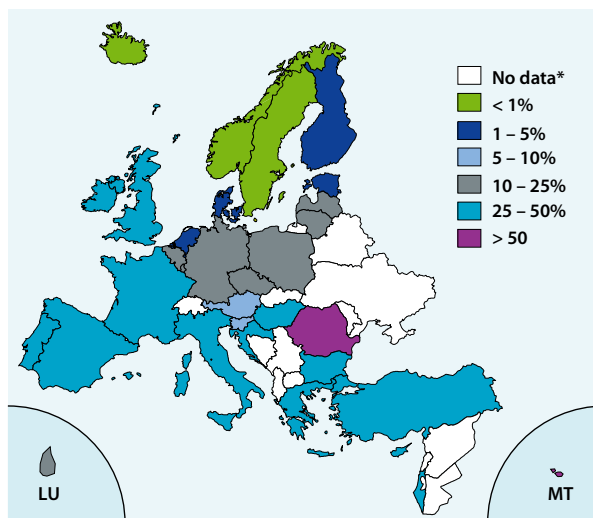 No data*
< 1%
1 – 5%
5 – 10%
10 – 25%
25 – 50%
> 50
LU
MT